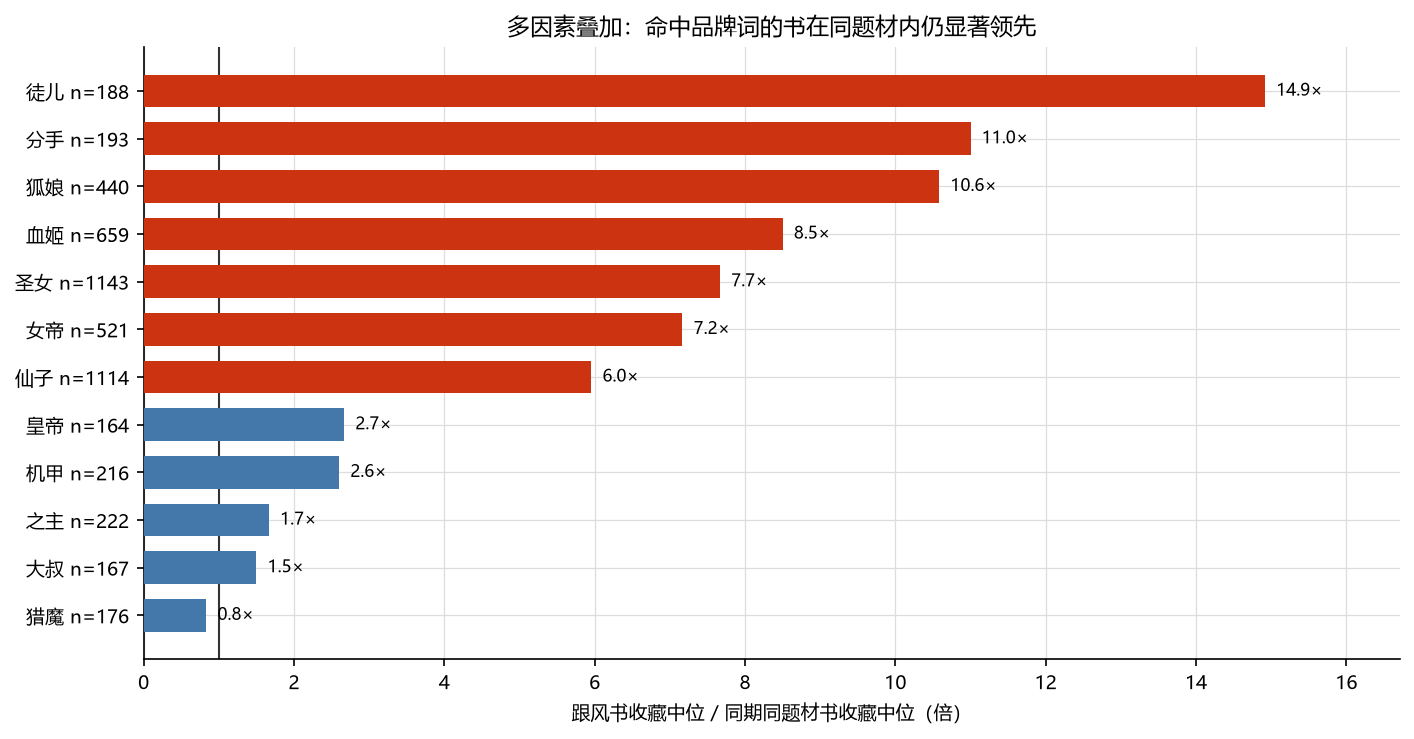 多因素叠加：命中品牌词的书在同题材内仍显著领先
徒儿 n=188 14.9×
分手 n=193 11.0×
狐娘 n=440 10.6×
血姬 n=659 8.5×
圣女 n=1143 7.7×
女帝 n=521 7.2×
仙子 n=1114 6.0×
皇帝 n=164 2.7×
机甲 n=216 2.6×
之主 n=222 1.7×
大叔 n=167 1.5×
猎魔 n=176 0.8×
0 2 4 6 8 10 12 14 16
跟风书收藏中位 / 同期同题材书收藏中位（倍）